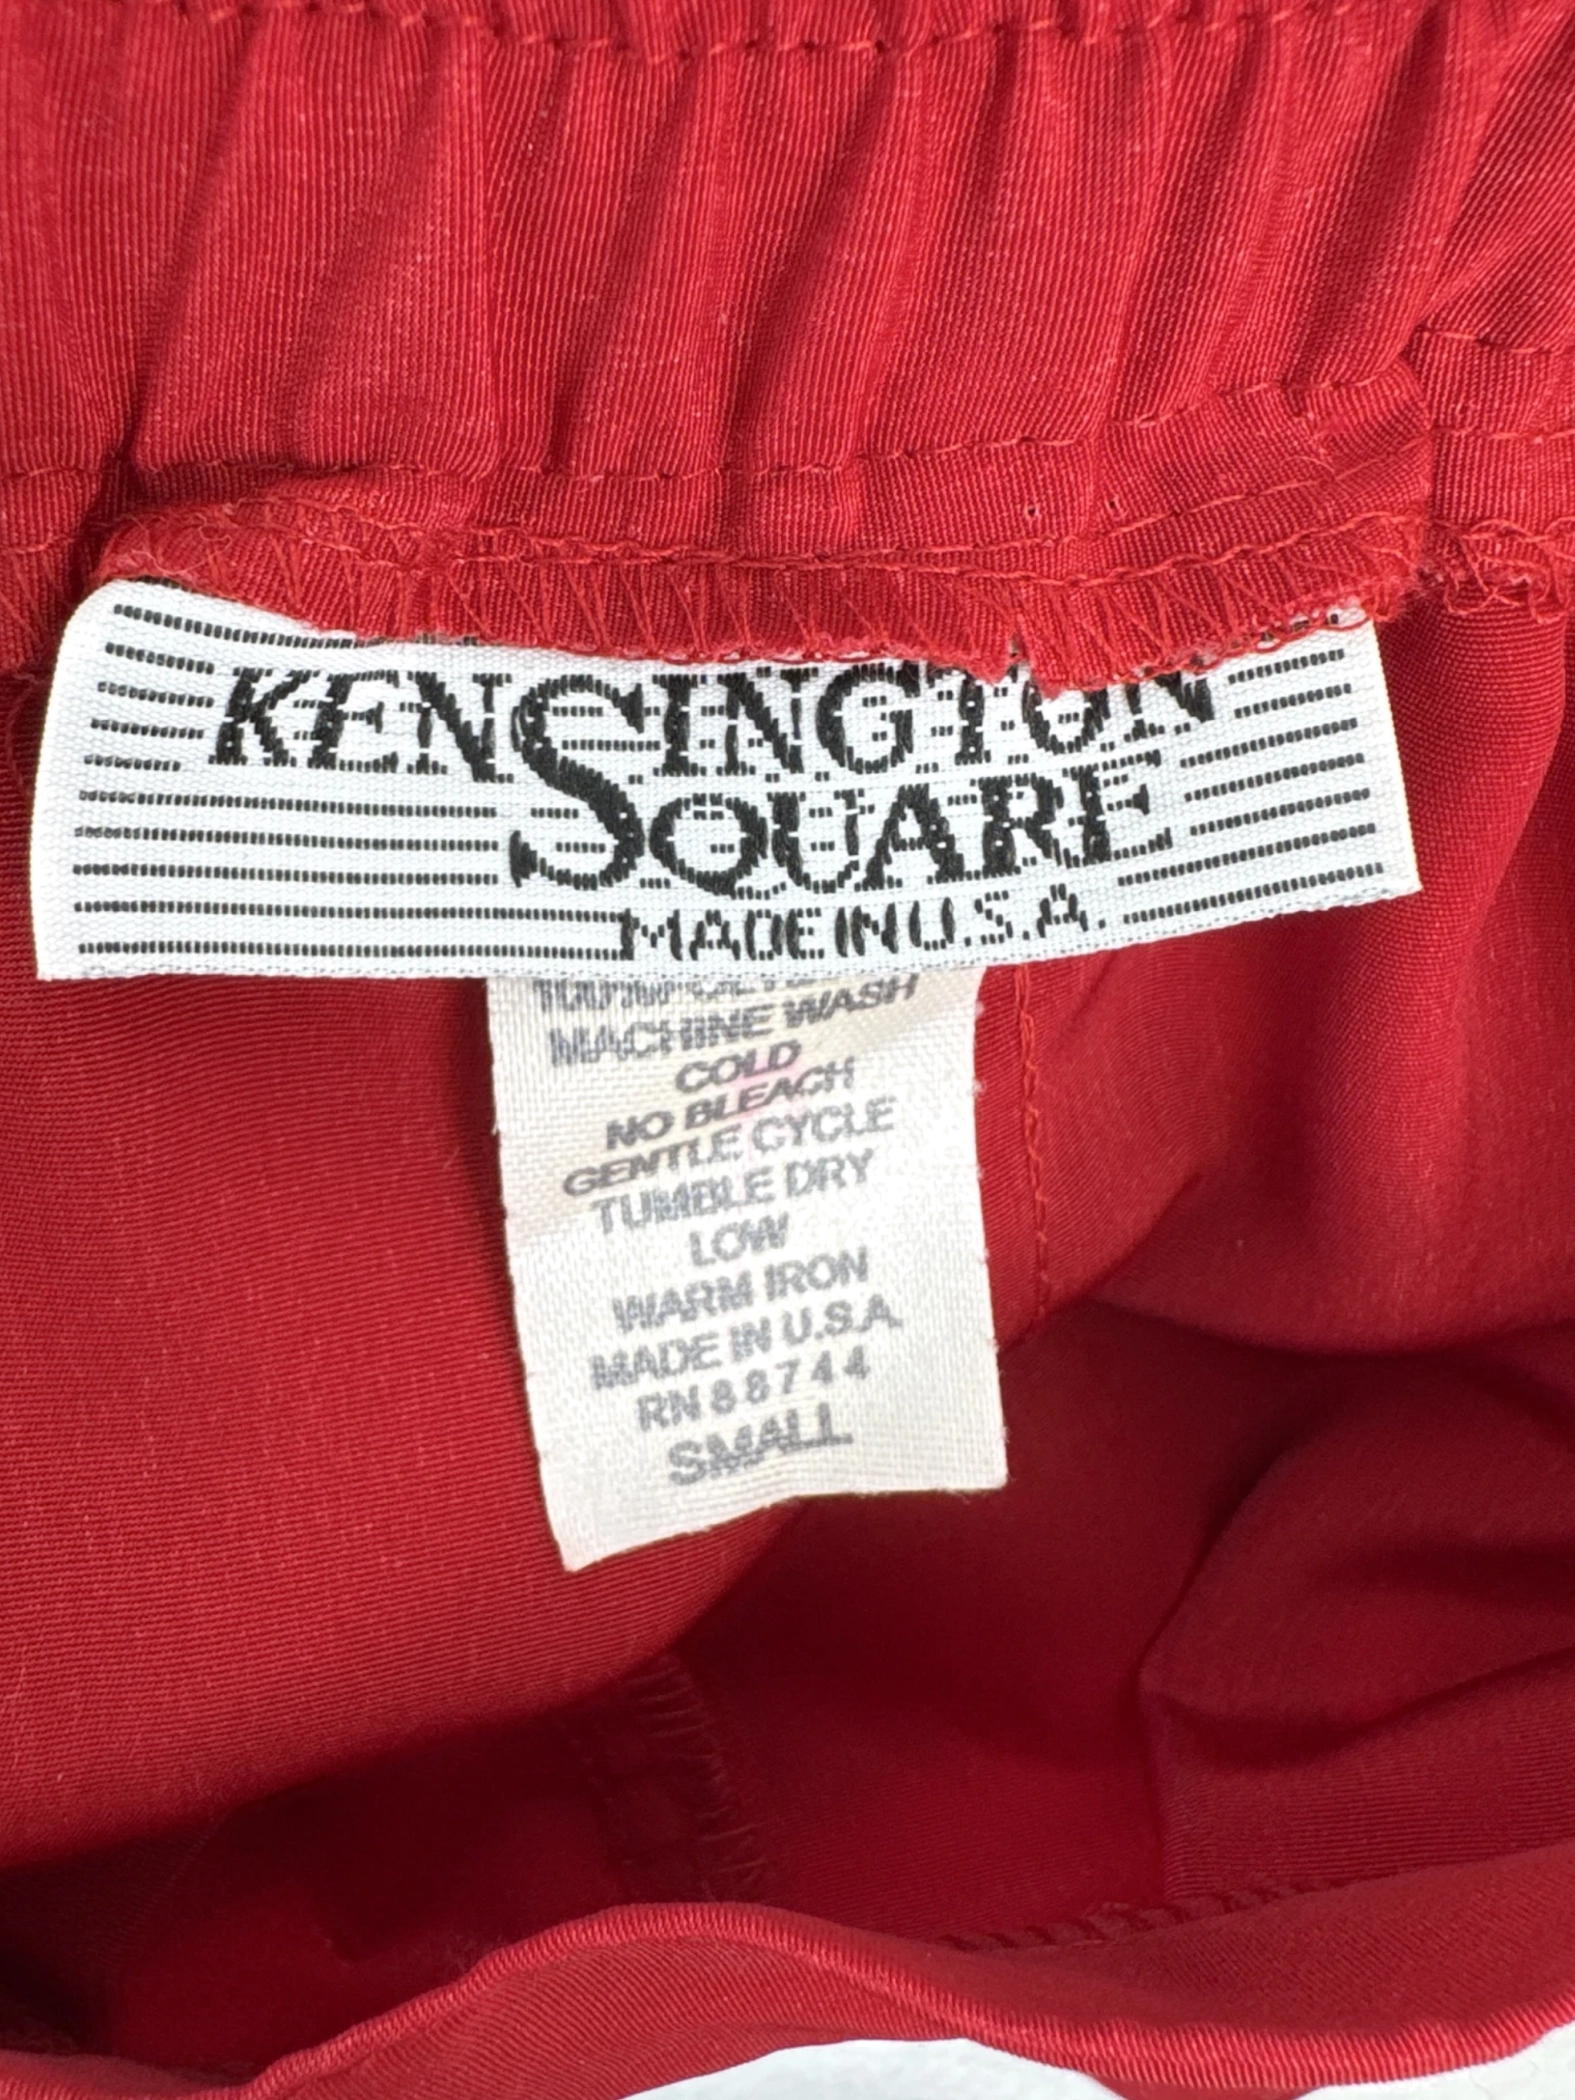 KENSINGTON
SQUARE
MADE IN U.S.A.
MACHINE WASH
COLD
NO BLEACH
GENTLE CYCLE
TUMBLE DRY
LOW
WARM IRON
MADE IN U.S.A.
RN 88744
SMALL